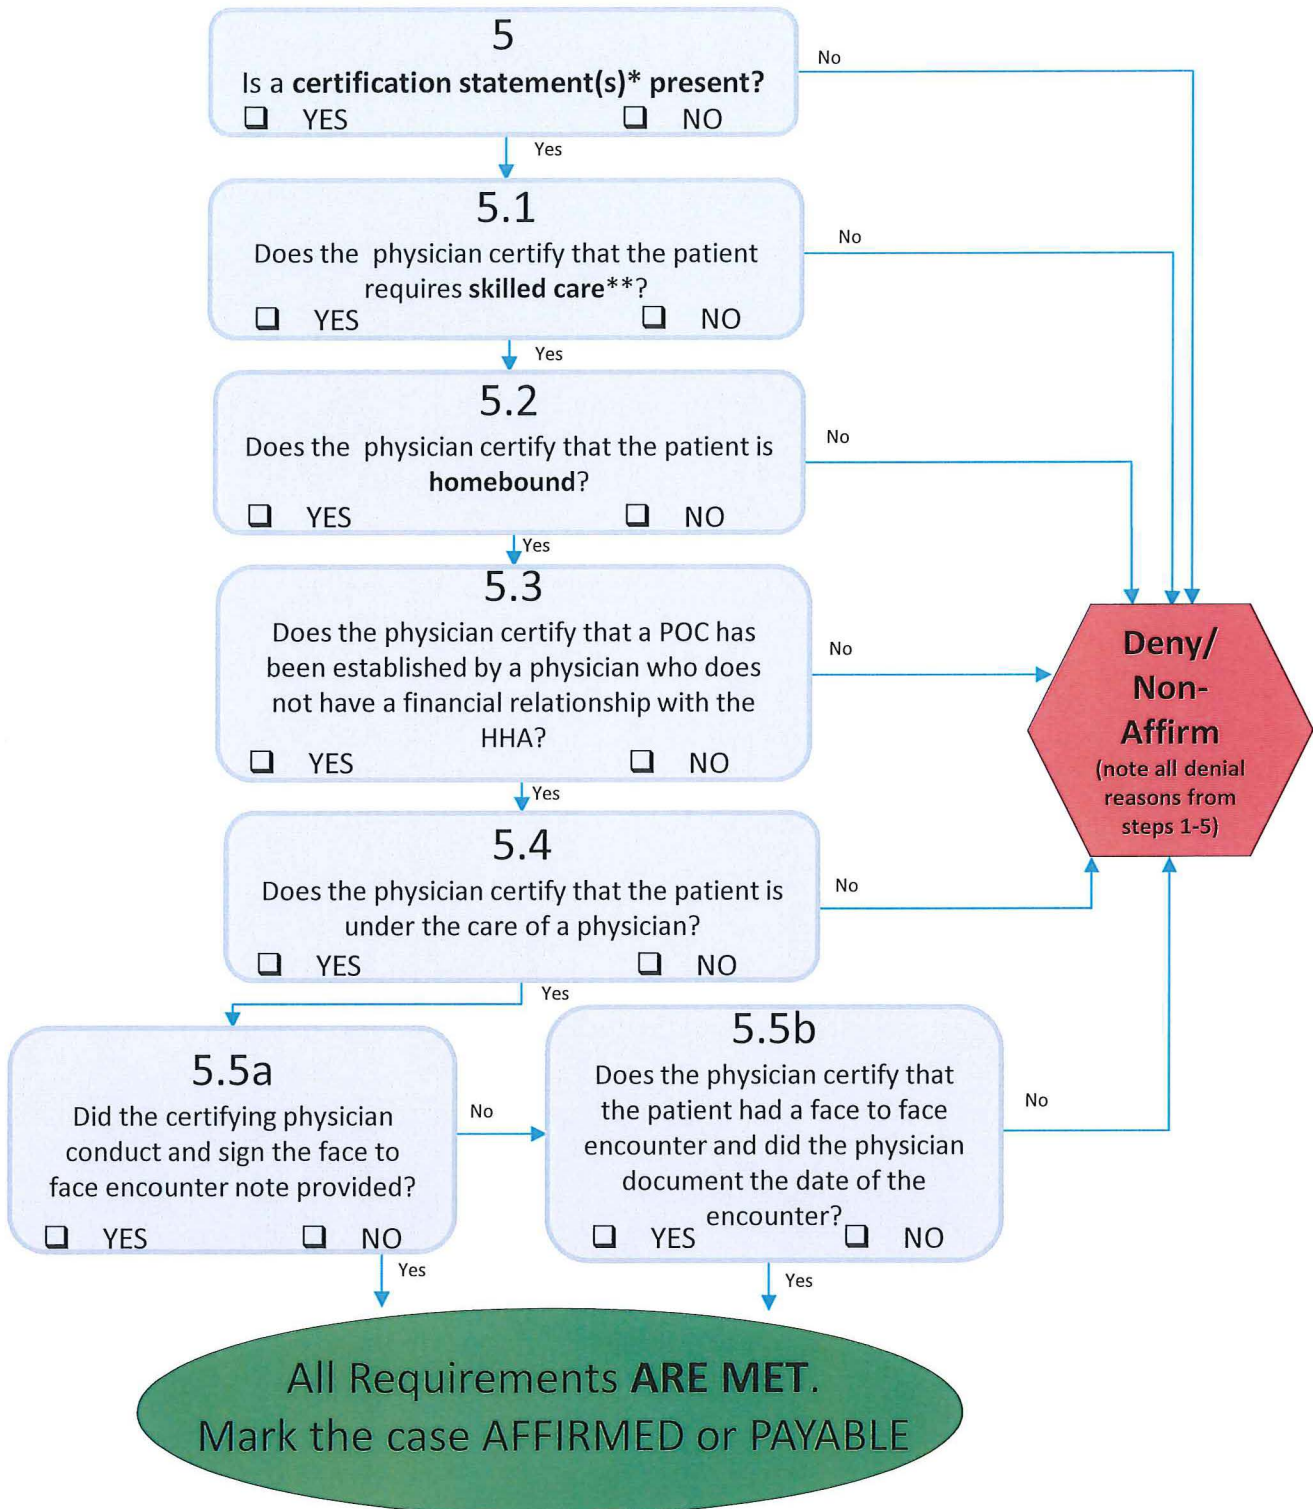 5
Is a certification statement(s)* present?
❑ YES ❑ NO
No
Yes
5.1
Does the physician certify that the patient
requires skilled care**?
❑ YES ❑ NO
No
Yes
5.2
Does the physician certify that the patient is
homebound?
❑ YES ❑ NO
No
Yes
5.3
Does the physician certify that a POC has
been established by a physician who does
not have a financial relationship with the
HHA?
❑ YES ❑ NO
No
Yes
Deny/
Non-
Affirm
(note all denial
reasons from
steps 1-5)
5.4
Does the physician certify that the patient is
under the care of a physician?
❑ YES ❑ NO
No
Yes
5.5a
Did the certifying physician
conduct and sign the face to
face encounter note provided?
❑ YES ❑ NO
No
Yes
5.5b
Does the physician certify that
the patient had a face to face
encounter and did the physician
document the date of the
encounter?
❑ YES ❑ NO
No
Yes
All Requirements ARE MET.
Mark the case AFFIRMED or PAYABLE